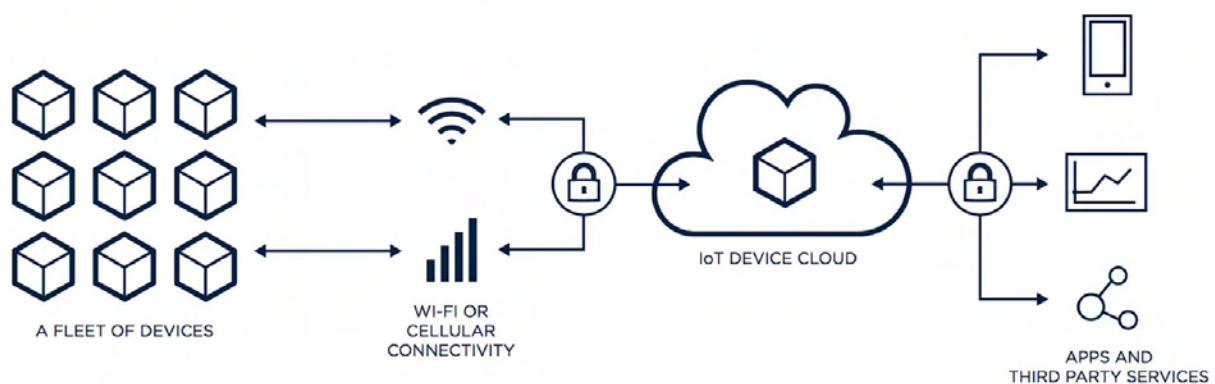 A FLEET OF DEVICES
WI-FI OR
CELLULAR
CONNECTIVITY
IoT DEVICE CLOUD
APPS AND
THIRD PARTY SERVICES